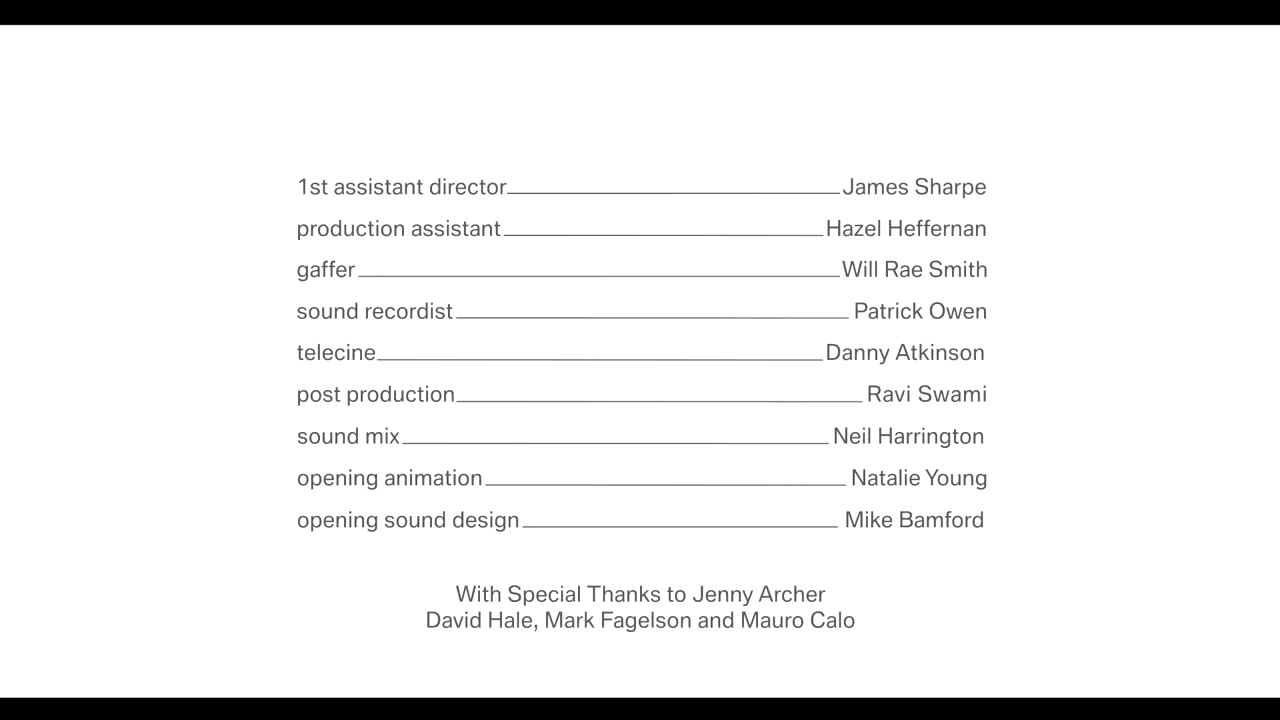 1st assistant director James Sharpe
production assistant Hazel Heffernan
gaffer Will Rae Smith
sound recordist Patrick Owen
telecine Danny Atkinson
post production Ravi Swami
sound mix Neil Harrington
opening animation Natalie Young
opening sound design Mike Bamford
With Special Thanks to Jenny Archer
David Hale, Mark Fagelson and Mauro Calo